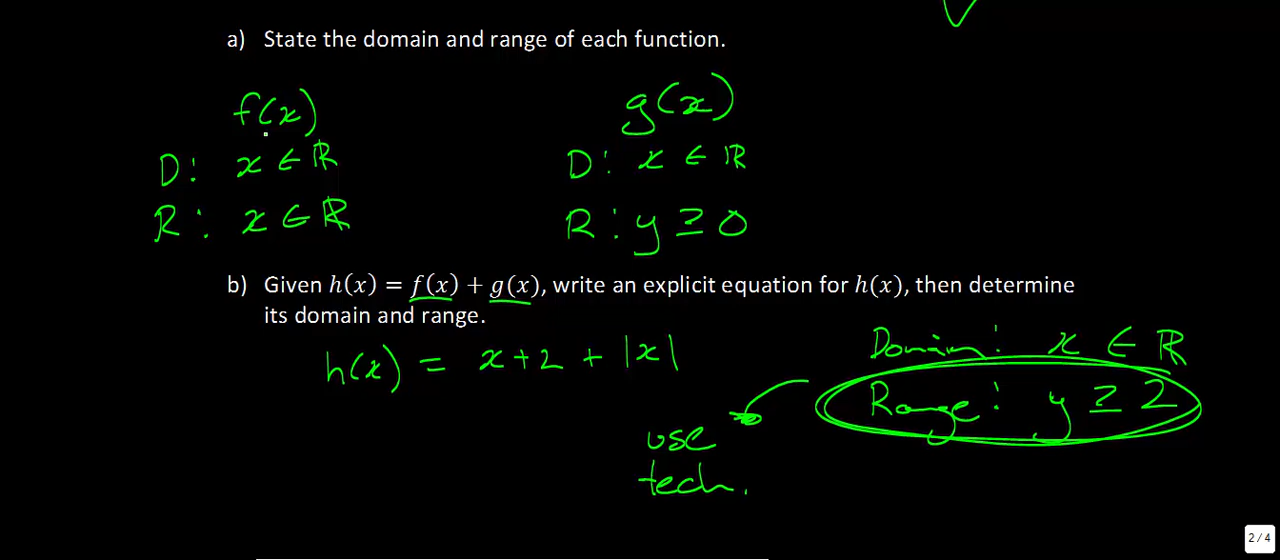 a) State the domain and range of each function.
f(x)
D: x ∈ ℝ
R: x ∈ ℝ
g(x)
D: x ∈ ℝ
R: y ≥ 0
b) Given h(x) = f(x) + g(x), write an explicit equation for h(x), then determine
its domain and range.
h(x) = x + 2 + |x|
Domain: x ∈ ℝ
Range: y ≥ 2
use
tech.
2/4